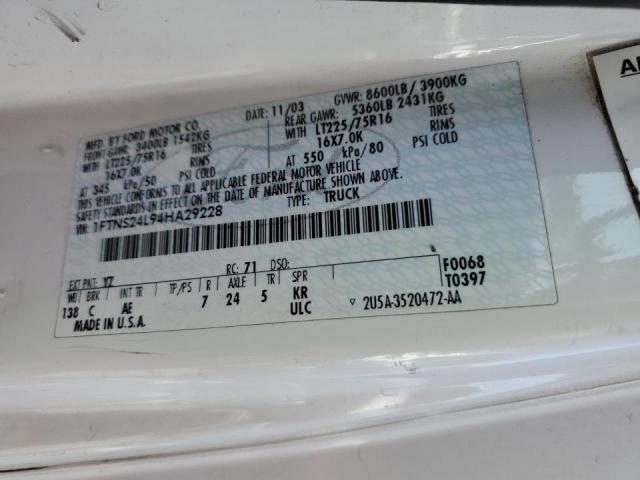 MFD. BY FORD MOTOR CO.
DATE: 11/03 GVWR: 8600LB/ 3900KG
FRONT GAWR: 3400LB 1542KG
REAR GAWR: 5360LB 2431KG
WITH LT225/75R16 TIRES
WITH LT225/75R16 TIRES
16X7.0K RINS
16X7.0K RINS
AT 345 kPa/50 PSI COLD
AT 550 kPa/80 PSI COLD
THIS VEHICLE CONFORMS TO ALL APPLICABLE FEDERAL MOTOR VEHICLE
SAFETY STANDARDS IN EFFECT ON THE DATE OF MANUFACTURE SHOWN ABOVE.
VIN: 1FTNS24L94HA29228 TYPE: TRUCK
F0068
T0397
EXT PNT: YZ RC: 71 DSO:
WB BRK INT TR TP/PS R AXLE TR SPR
138 C AE 7 24 5 KR
ULC
MADE IN U.S.A.
▽ 2U5A-3520472-AA